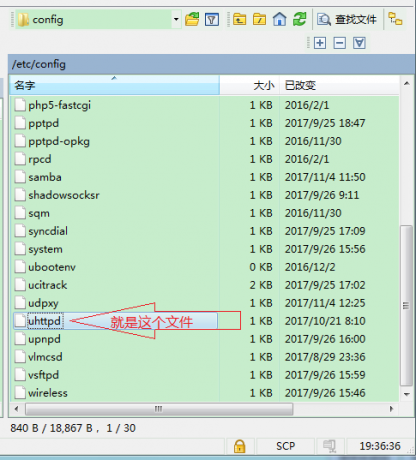 config
查找文件
/etc/config
名字 大小 已改变
php5-fastcgi 1 KB 2016/2/1
pptpd 1 KB 2017/9/25 18:47
pptpd-opkg 1 KB 2016/11/30
rpcd 1 KB 2016/2/1
samba 1 KB 2017/11/4 11:50
shadowsocksr 1 KB 2017/9/26 9:11
sqm 1 KB 2016/11/30
syncdial 1 KB 2017/9/25 17:09
system 1 KB 2017/9/26 15:56
ubootenv 0 KB 2016/12/2
ucitrack 2 KB 2017/9/25 17:02
udpxy 1 KB 2017/11/4 12:25
uhttpd 就是这个文件 1 KB 2017/10/21 8:10
upnpd 1 KB 2017/9/26 16:00
vlmcsd 1 KB 2017/8/29 23:36
vsftpd 1 KB 2017/9/26 15:59
wireless 1 KB 2017/9/26 15:46
840 B / 18,867 B， 1 / 30
SCP 19:36:36